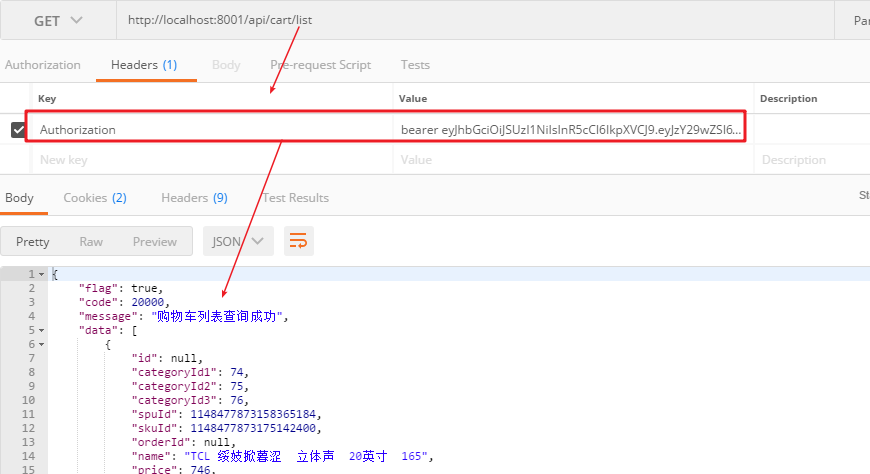 GET http://localhost:8001/api/cart/list Par
Authorization Headers (1) Body Pre-request Script Tests
Key Value Description
Authorization bearer eyJhbGciOiJSUzI1NiIsInR5cCI6IkpXVCJ9.eyJzY29wZSI6...
New key Value Description
Body Cookies (2) Headers (9) Test Results Sta
Pretty Raw Preview JSON
1 {
2 "flag": true,
3 "code": 20000,
4 "message": "购物车列表查询成功",
5 "data": [
6 {
7 "id": null,
8 "categoryId1": 74,
9 "categoryId2": 75,
10 "categoryId3": 76,
11 "spuId": 1148477873158365184,
12 "skuId": 1148477873175142400,
13 "orderId": null,
14 "name": "TCL 绥妓掀藄涩 立体声 20英寸 165",
15 "price": 746,